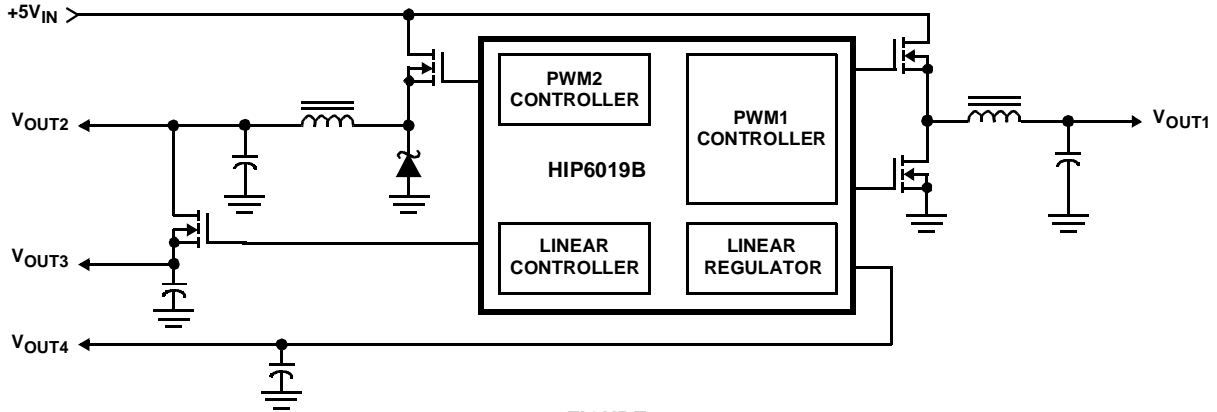 +5VIN
PWM2
CONTROLLER
PWM1
CONTROLLER
VOUT2
VOUT1
HIP6019B
VOUT3
LINEAR
CONTROLLER
LINEAR
REGULATOR
VOUT4